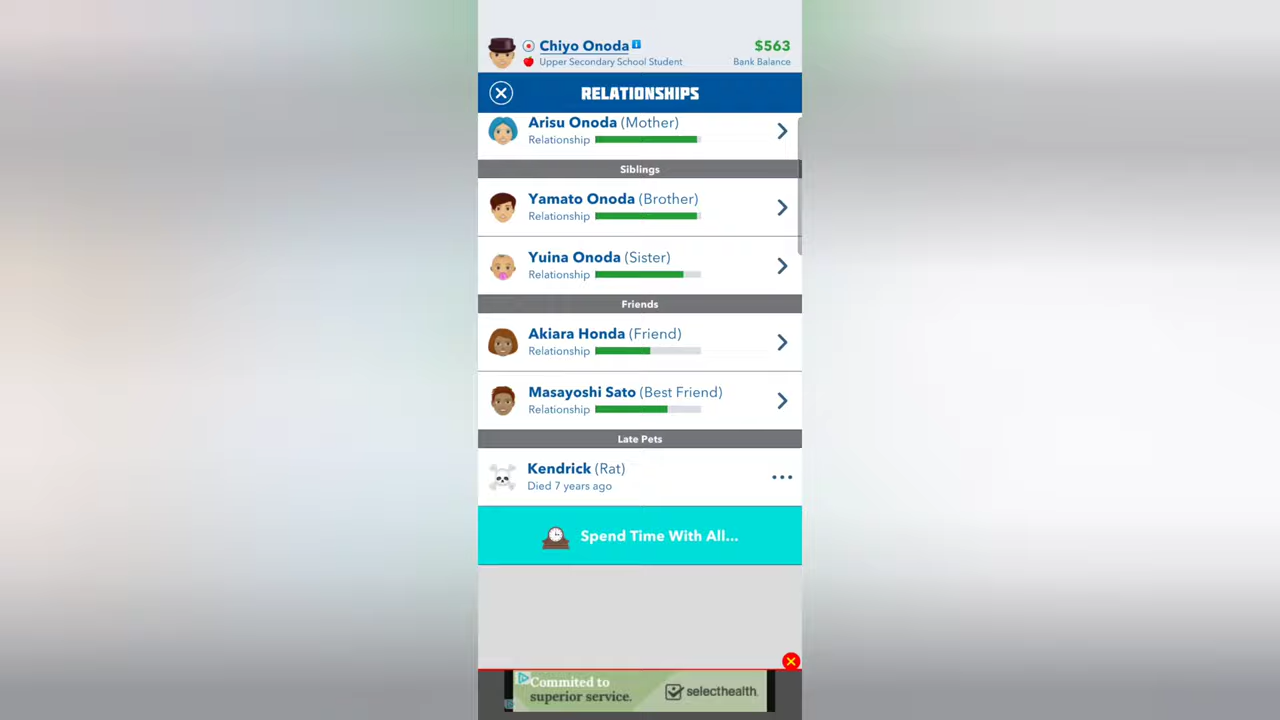 Chiyo Onoda
$563
Upper Secondary School Student
Bank Balance
RELATIONSHIPS
Arisu Onoda (Mother)
Relationship
Siblings
Yamato Onoda (Brother)
Relationship
Yuina Onoda (Sister)
Relationship
Friends
Akiara Honda (Friend)
Relationship
Masayoshi Sato (Best Friend)
Relationship
Late Pets
Kendrick (Rat)
Died 7 years ago
Spend Time With All...
Commited to
superior service.
selecthealth.